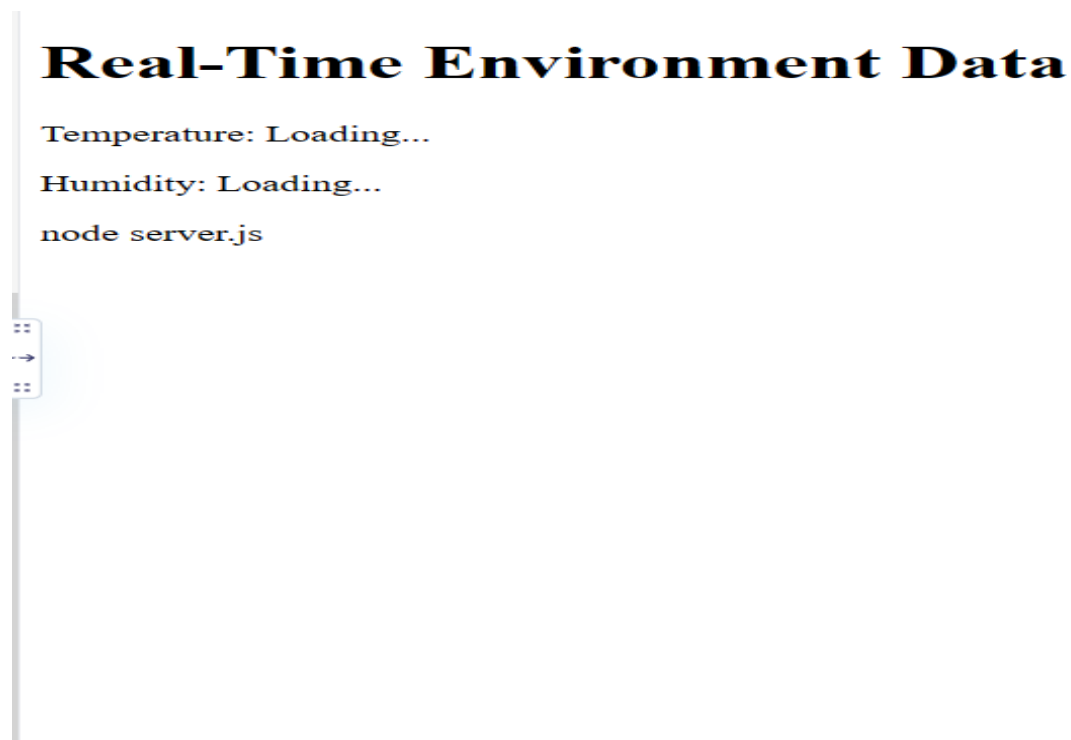 Real-Time Environment Data
Temperature: Loading...
Humidity: Loading...
node server.js